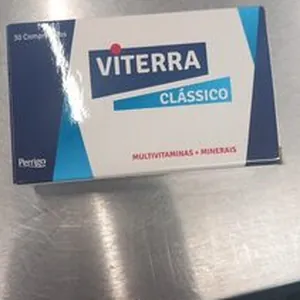 30 Comprimidos
VITERRA
CLÁSSICO
Perrigo
MULTIVITAMINAS + MINERAIS